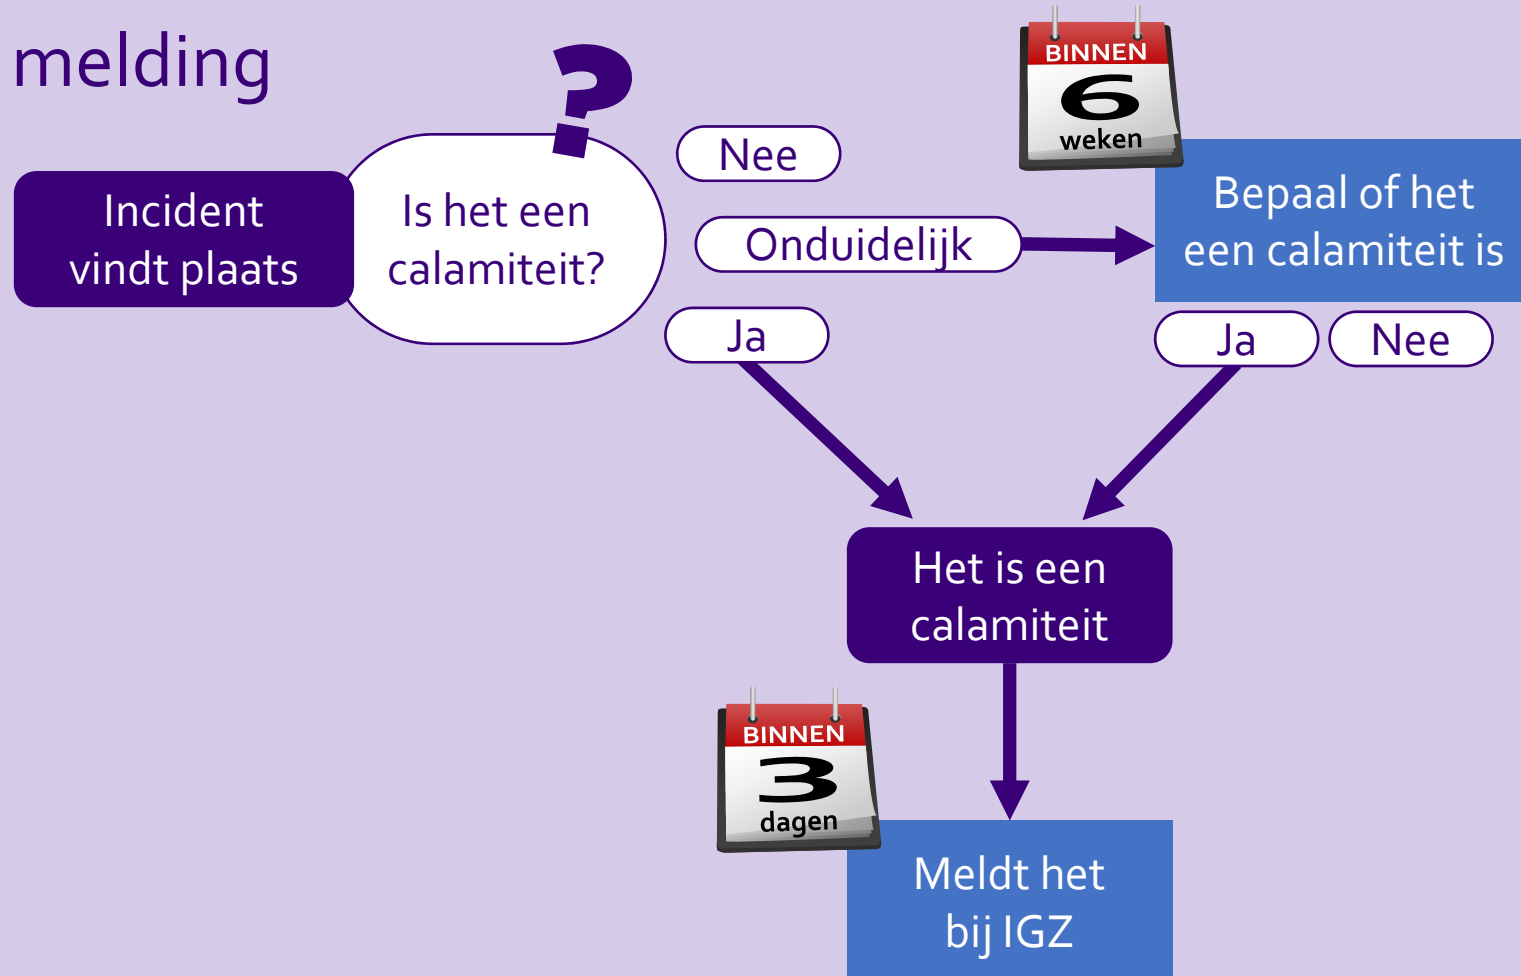 melding
?
BINNEN
6
weken
Incident
vindt plaats
Is het een
calamiteit?
Nee
Onduidelijk
Ja
Bepaal of het
een calamiteit is
Ja
Nee
Het is een
calamiteit
BINNEN
3
dagen
Meldt het
bij IGZ